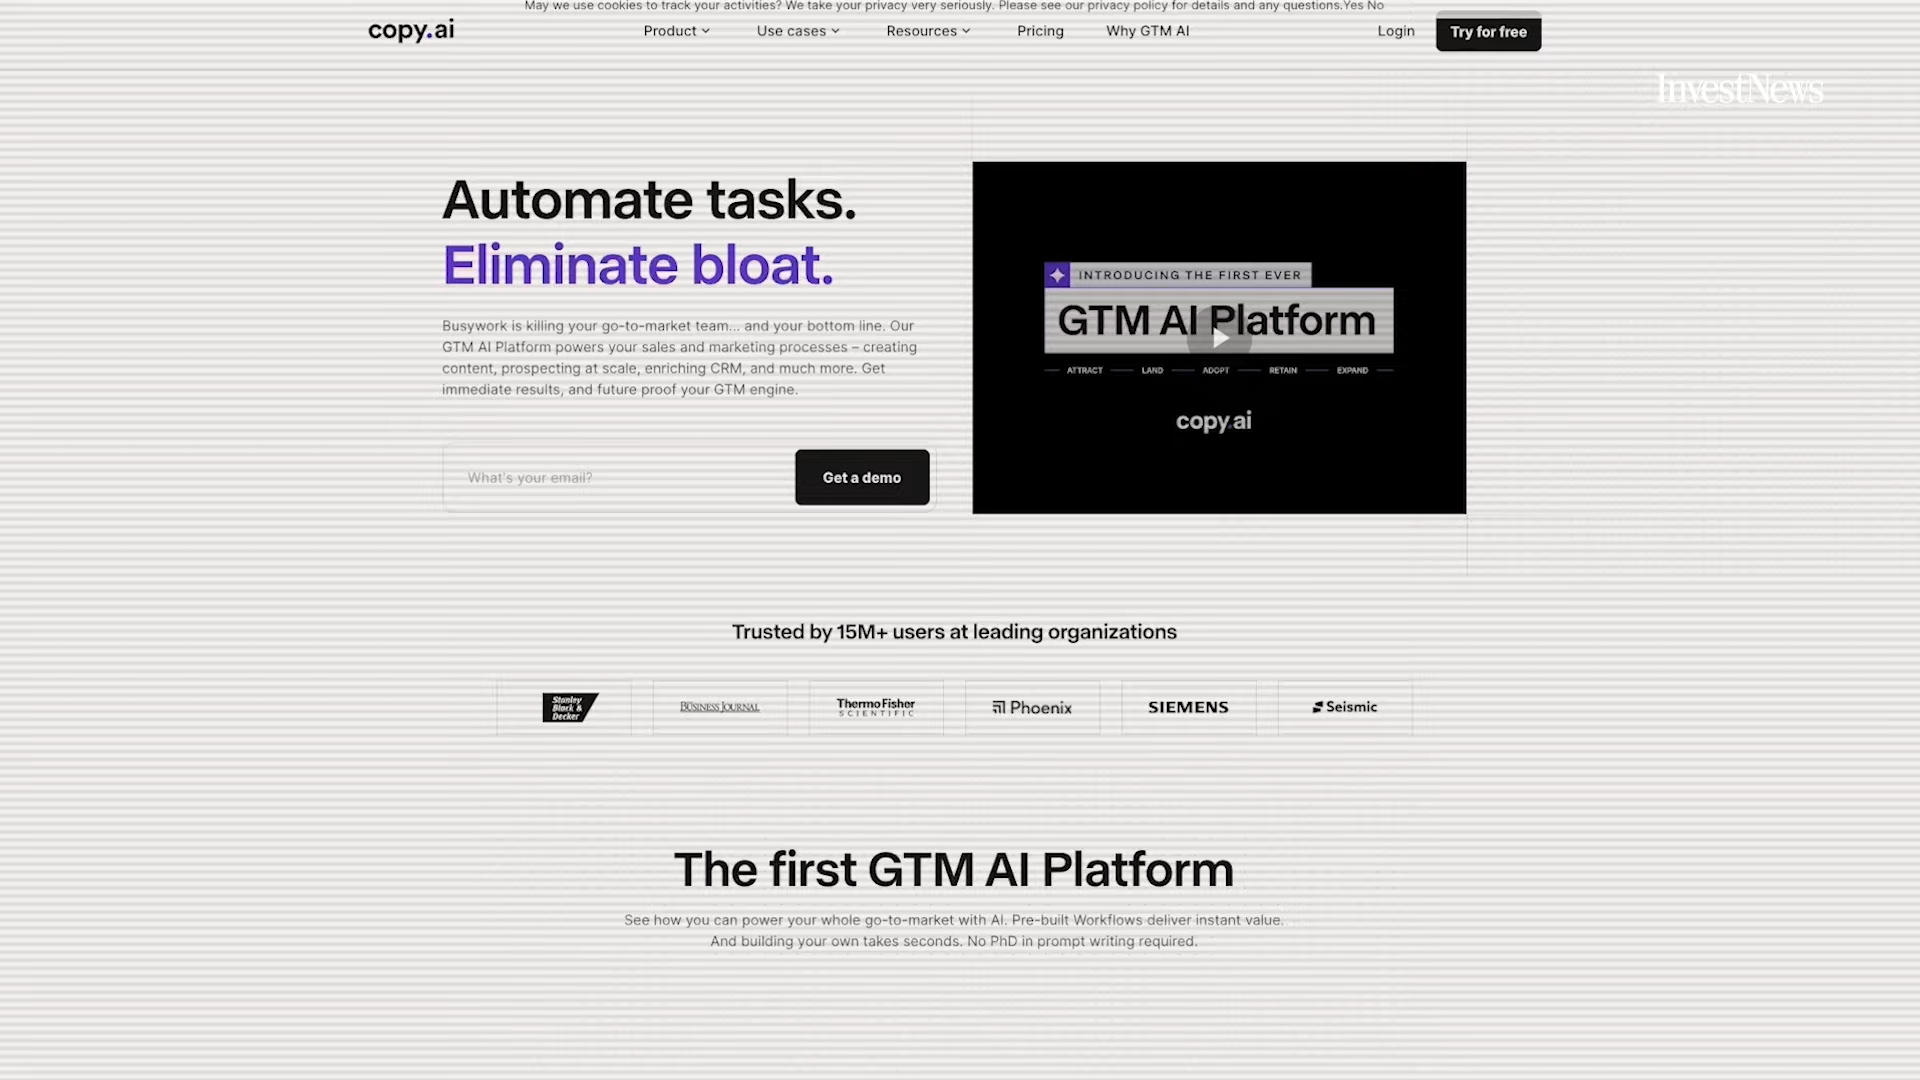 May we use cookies to track your activities? We take your privacy very seriously. Please see our privacy policy for details and any questions.Yes No
copy.ai
Product
Use cases
Resources
Pricing
Why GTM AI
Login
Try for free
InvestNews
Automate tasks.
Eliminate bloat.
Busywork is killing your go-to-market team... and your bottom line. Our
GTM AI Platform powers your sales and marketing processes – creating
content, prospecting at scale, enriching CRM, and much more. Get
immediate results, and future proof your GTM engine.
What's your email?
Get a demo
INTRODUCING THE FIRST EVER
GTM AI Platform
ATTRACT LAND ADOPT RETAIN EXPAND
copy.ai
Trusted by 15M+ users at leading organizations
Stanley
Black &
Decker
BUSINESS JOURNAL
ThermoFisher
SCIENTIFIC
Phoenix
SIEMENS
Seismic
The first GTM AI Platform
See how you can power your whole go-to-market with AI. Pre-built Workflows deliver instant value.
And building your own takes seconds. No PhD in prompt writing required.